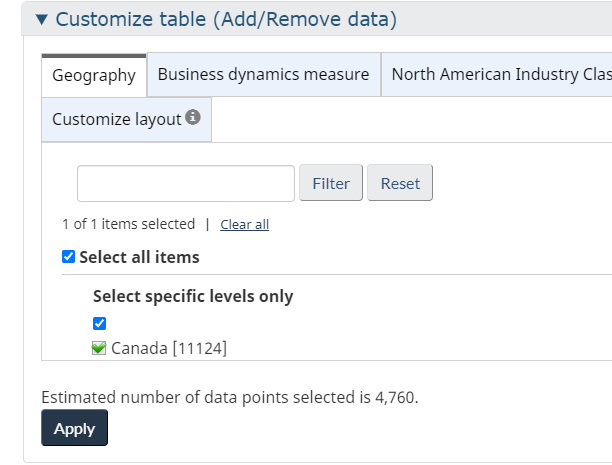 ▼ Customize table (Add/Remove data)
Geography
Business dynamics measure
North American Industry Clas
Customize layout
Filter
Reset
1 of 1 items selected | Clear all
Select all items
Select specific levels only
Canada [11124]
Estimated number of data points selected is 4,760.
Apply